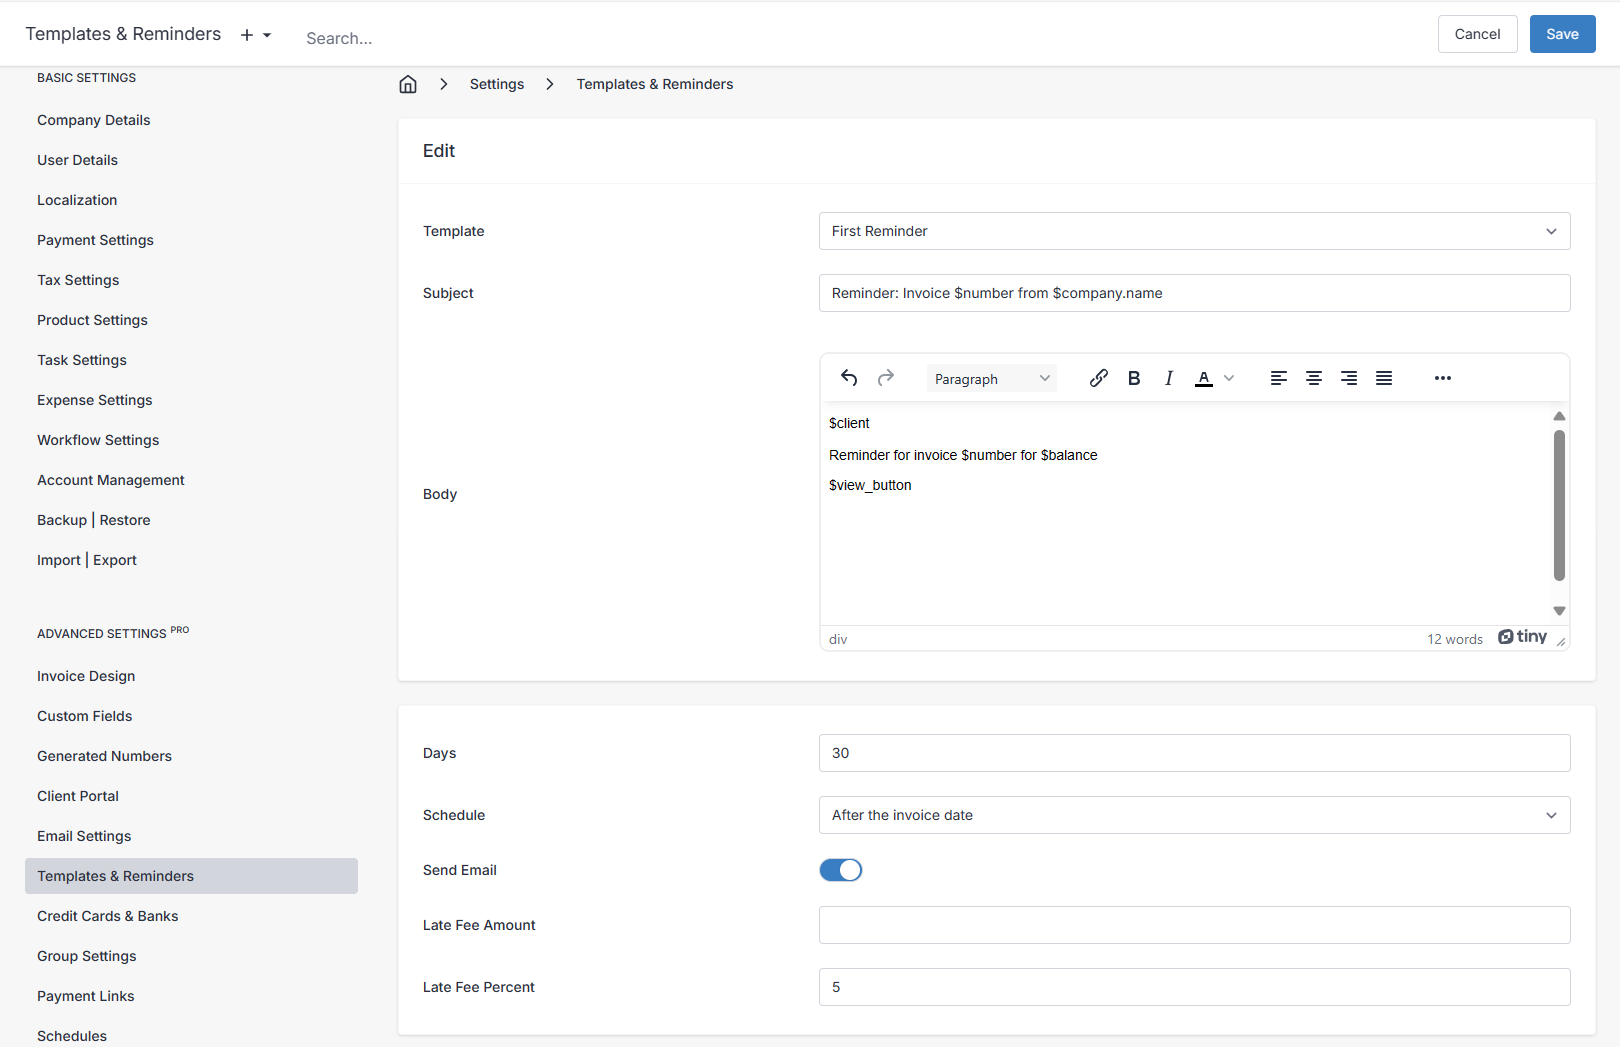 Templates & Reminders
Search...
Cancel
Save
BASIC SETTINGS
Company Details
User Details
Localization
Payment Settings
Tax Settings
Product Settings
Task Settings
Expense Settings
Workflow Settings
Account Management
Backup | Restore
Import | Export
ADVANCED SETTINGS PRO
Invoice Design
Custom Fields
Generated Numbers
Client Portal
Email Settings
Templates & Reminders
Credit Cards & Banks
Group Settings
Payment Links
Schedules
Settings
Templates & Reminders
Edit
Template
First Reminder
Subject
Reminder: Invoice $number from $company.name
Body
Paragraph
B I A
$client
Reminder for invoice $number for $balance
$view_button
div
12 words
tiny
Days
30
Schedule
After the invoice date
Send Email
Late Fee Amount
Late Fee Percent
5